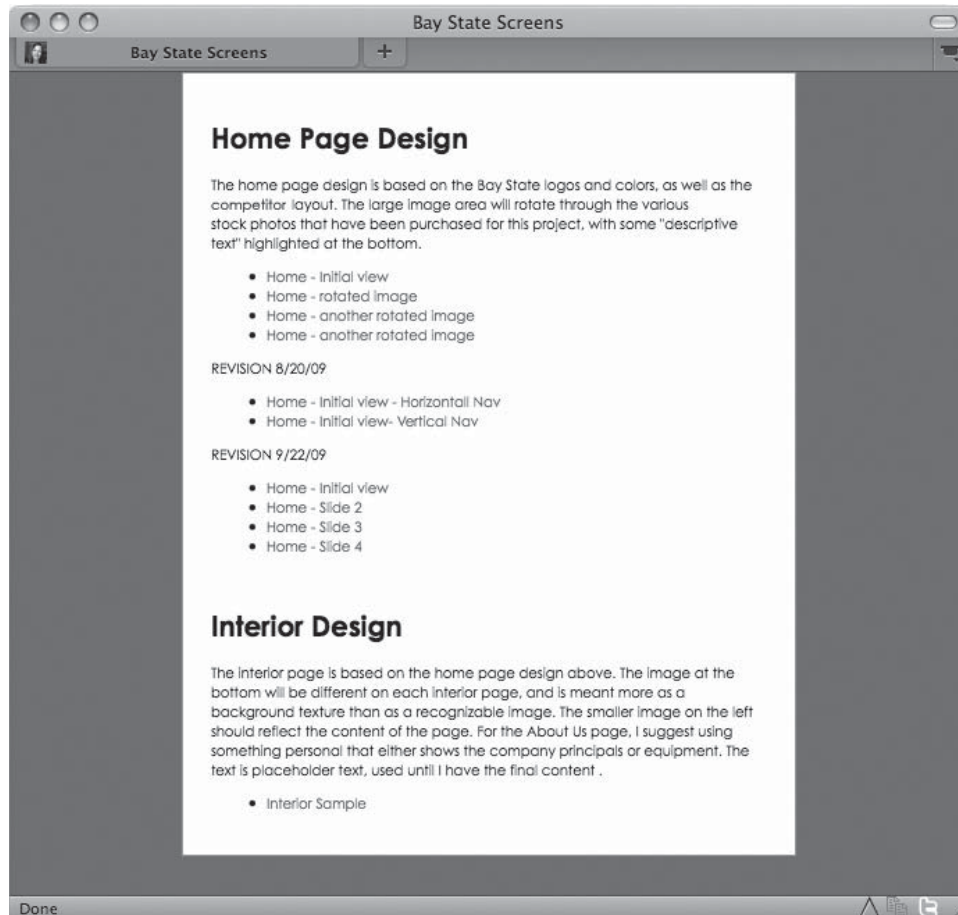 Bay State Screens
Bay State Screens
Home Page Design
The home page design is based on the Bay State logos and colors, as well as the
competitor layout. The large image area will rotate through the various
stock photos that have been purchased for this project, with some "descriptive
text" highlighted at the bottom.
• Home - Initial view
• Home - rotated image
• Home - another rotated image
• Home - another rotated image
REVISION 8/20/09
• Home - Initial view - Horizontall Nav
• Home - Initial view- Vertical Nav
REVISION 9/22/09
• Home - Initial view
• Home - Slide 2
• Home - Slide 3
• Home - Slide 4
Interior Design
The interior page is based on the home page design above. The image at the
bottom will be different on each interior page, and is meant more as a
background texture than as a recognizable image. The smaller image on the left
should reflect the content of the page. For the About Us page, I suggest using
something personal that either shows the company principals or equipment. The
text is placeholder text, used until I have the final content .
• Interior Sample
Done